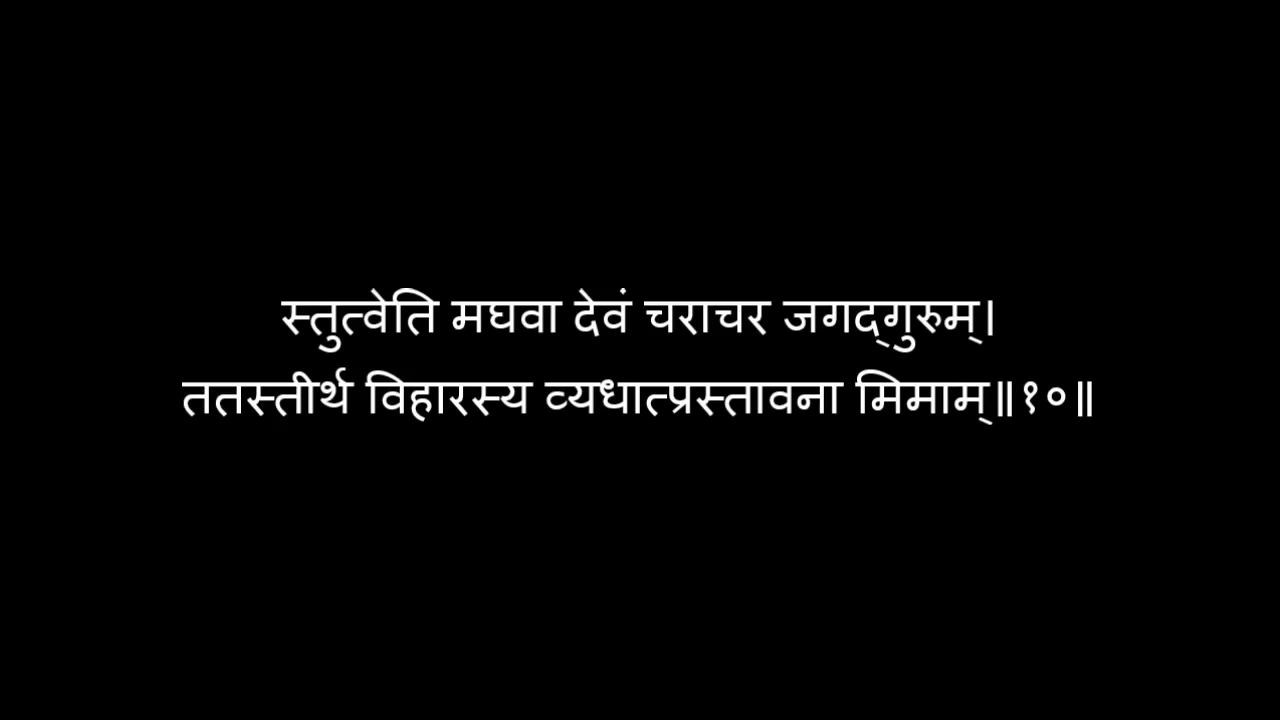 स्तुत्वेति मघवा देवं चराचर जगद्‌गुरुम्।
ततस्तीर्थ विहारस्य व्यधात्प्रस्तावना मिमाम्॥१०॥